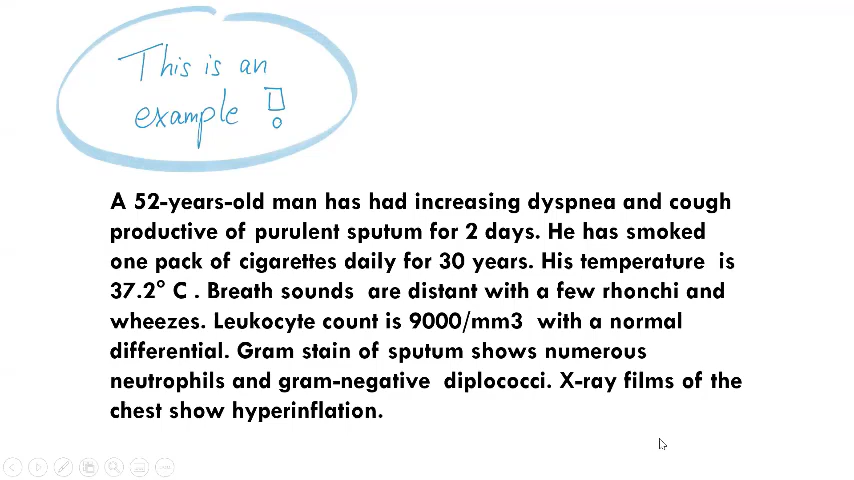 This is an
example !
A 52-years-old man has had increasing dyspnea and cough
productive of purulent sputum for 2 days. He has smoked
one pack of cigarettes daily for 30 years. His temperature is
37.2° C . Breath sounds are distant with a few rhonchi and
wheezes. Leukocyte count is 9000/mm3 with a normal
differential. Gram stain of sputum shows numerous
neutrophils and gram-negative diplococci. X-ray films of the
chest show hyperinflation.